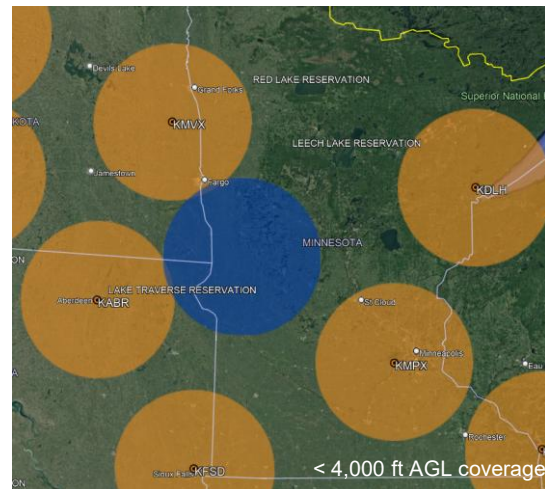 Devils Lake
RED LAKE RESERVATION
Grand Forks
Superior National F
KOTA
KMVX
LEECH LAKE RESERVATION
Jamestown
Fargo
KDLH
MINNESOTA
ON
LAKE TRAVERSE RESERVATION
Aberdeen
KABR
St Cloud
Minneapolis
KMPX
Eau
A
Rochester
Sioux Falls
KFSD
< 4,000 ft AGL coverage
ON